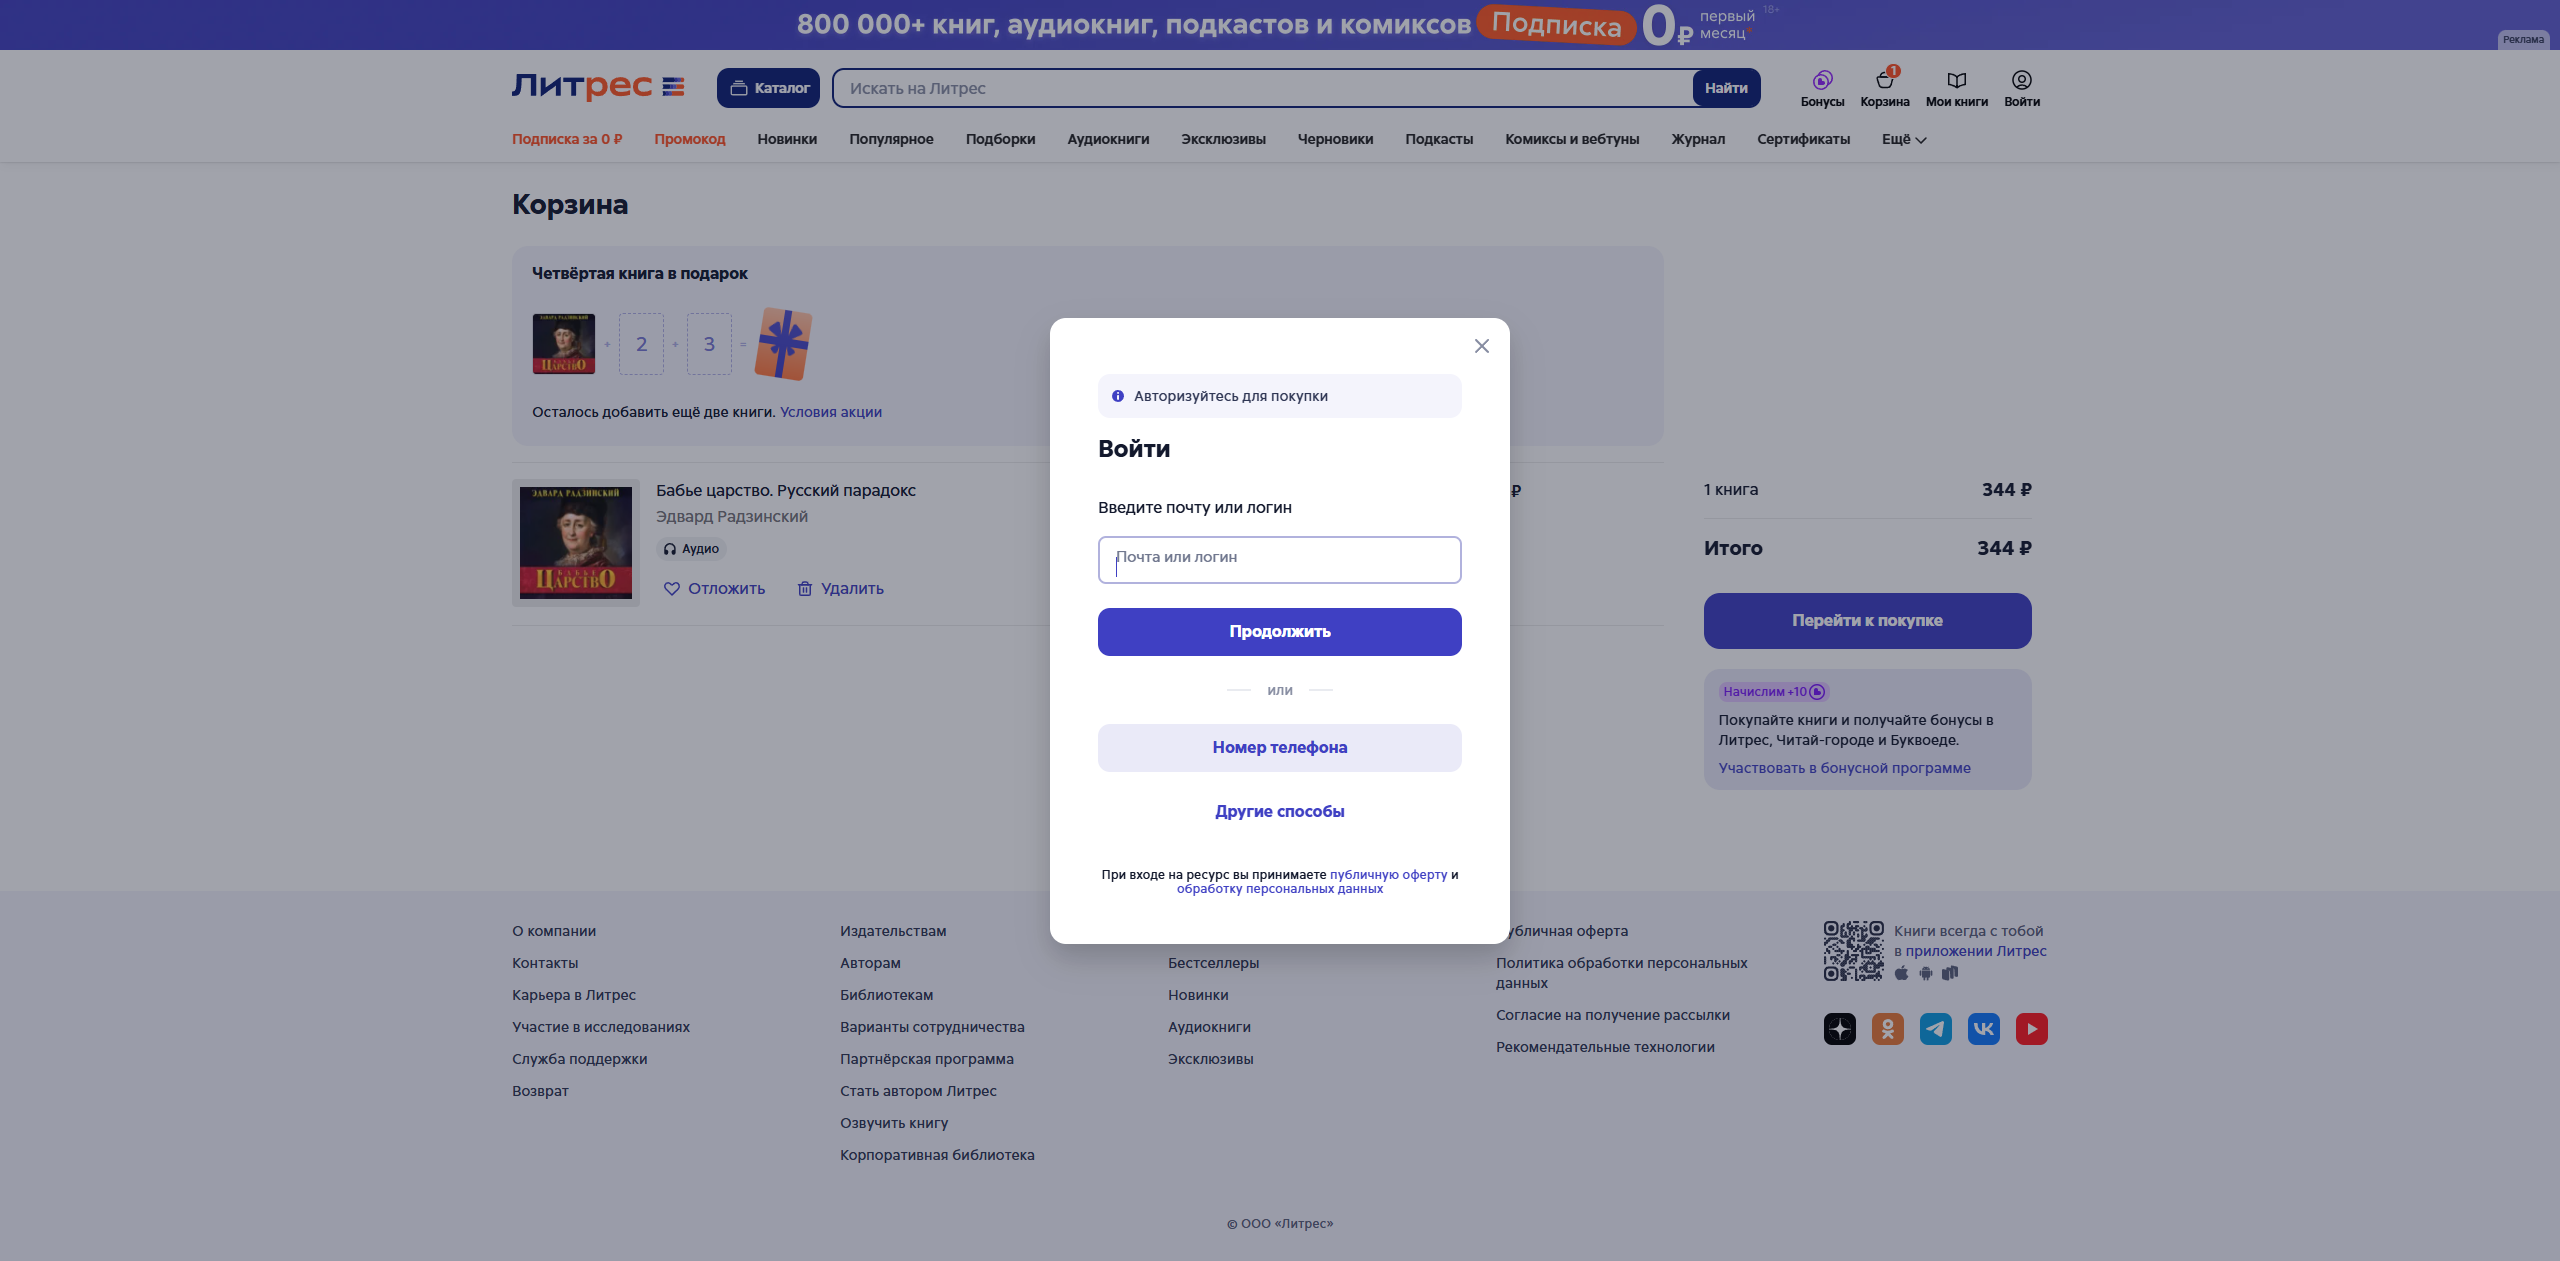 800 000+ книг, аудиокниг, подкастов и комиксов Подписка 0 ₽ первый месяц* 18+
Реклама
Литрес
Каталог
Искать на Литрес
Найти
Бонусы
1
Корзина
Мои книги
Войти
Подписка за 0 ₽
Промокод
Новинки
Популярное
Подборки
Аудиокниги
Эксклюзивы
Черновики
Подкасты
Комиксы и вебтуны
Журнал
Сертификаты
Ещё
Корзина
Четвёртая книга в подарок
ЭДВАРД РАДЗИНСКИЙ
БАБЬЕ
ЦАРСТВО
+ 2 + 3 =
Осталось добавить ещё две книги. Условия акции
ЭДВАРД РАДЗИНСКИЙ
БАБЬЕ
ЦАРСТВО
Бабье царство. Русский парадокс
Эдвард Радзинский
Аудио
Отложить
Удалить
₽
1 книга
344 ₽
Итого
344 ₽
Перейти к покупке
Начислим +10
Покупайте книги и получайте бонусы в
Литрес, Читай-городе и Буквоеде.
Участвовать в бонусной программе
Авторизуйтесь для покупки
Войти
Введите почту или логин
Почта или логин
Продолжить
или
Номер телефона
Другие способы
При входе на ресурс вы принимаете публичную оферту и
обработку персональных данных
О компании
Контакты
Карьера в Литрес
Участие в исследованиях
Служба поддержки
Возврат
Издательствам
Авторам
Библиотекам
Варианты сотрудничества
Партнёрская программа
Стать автором Литрес
Озвучить книгу
Корпоративная библиотека
Бестселлеры
Новинки
Аудиокниги
Эксклюзивы
убличная оферта
Политика обработки персональных
данных
Согласие на получение рассылки
Рекомендательные технологии
Книги всегда с тобой
в приложении Литрес
© ООО «Литрес»